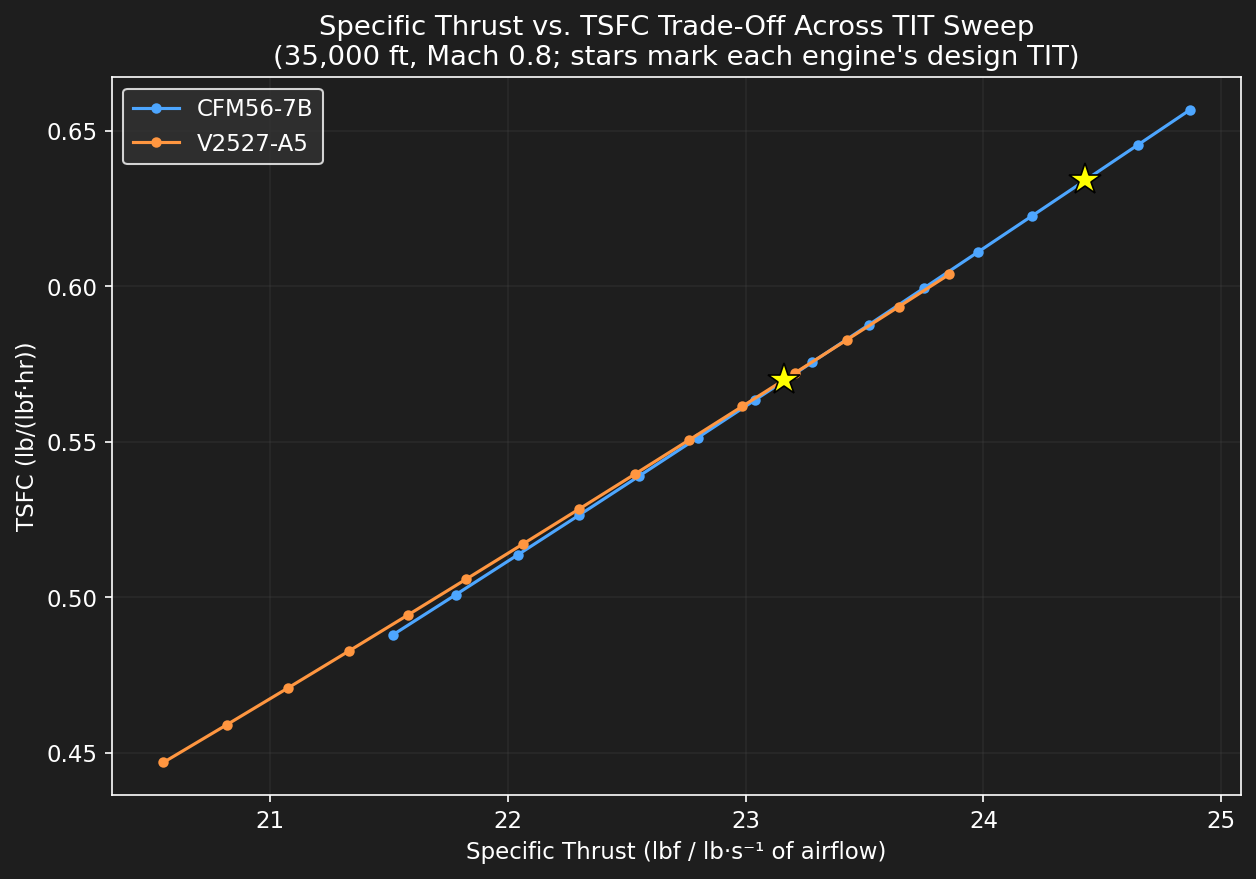 Specific Thrust vs. TSFC Trade-Off Across TIT Sweep
(35,000 ft, Mach 0.8; stars mark each engine's design TIT)
CFM56-7B
V2527-A5
TSFC (lb/(lbf·hr))
0.65
0.60
0.55
0.50
0.45
21
22
23
24
25
Specific Thrust (lbf / lb·s⁻¹ of airflow)